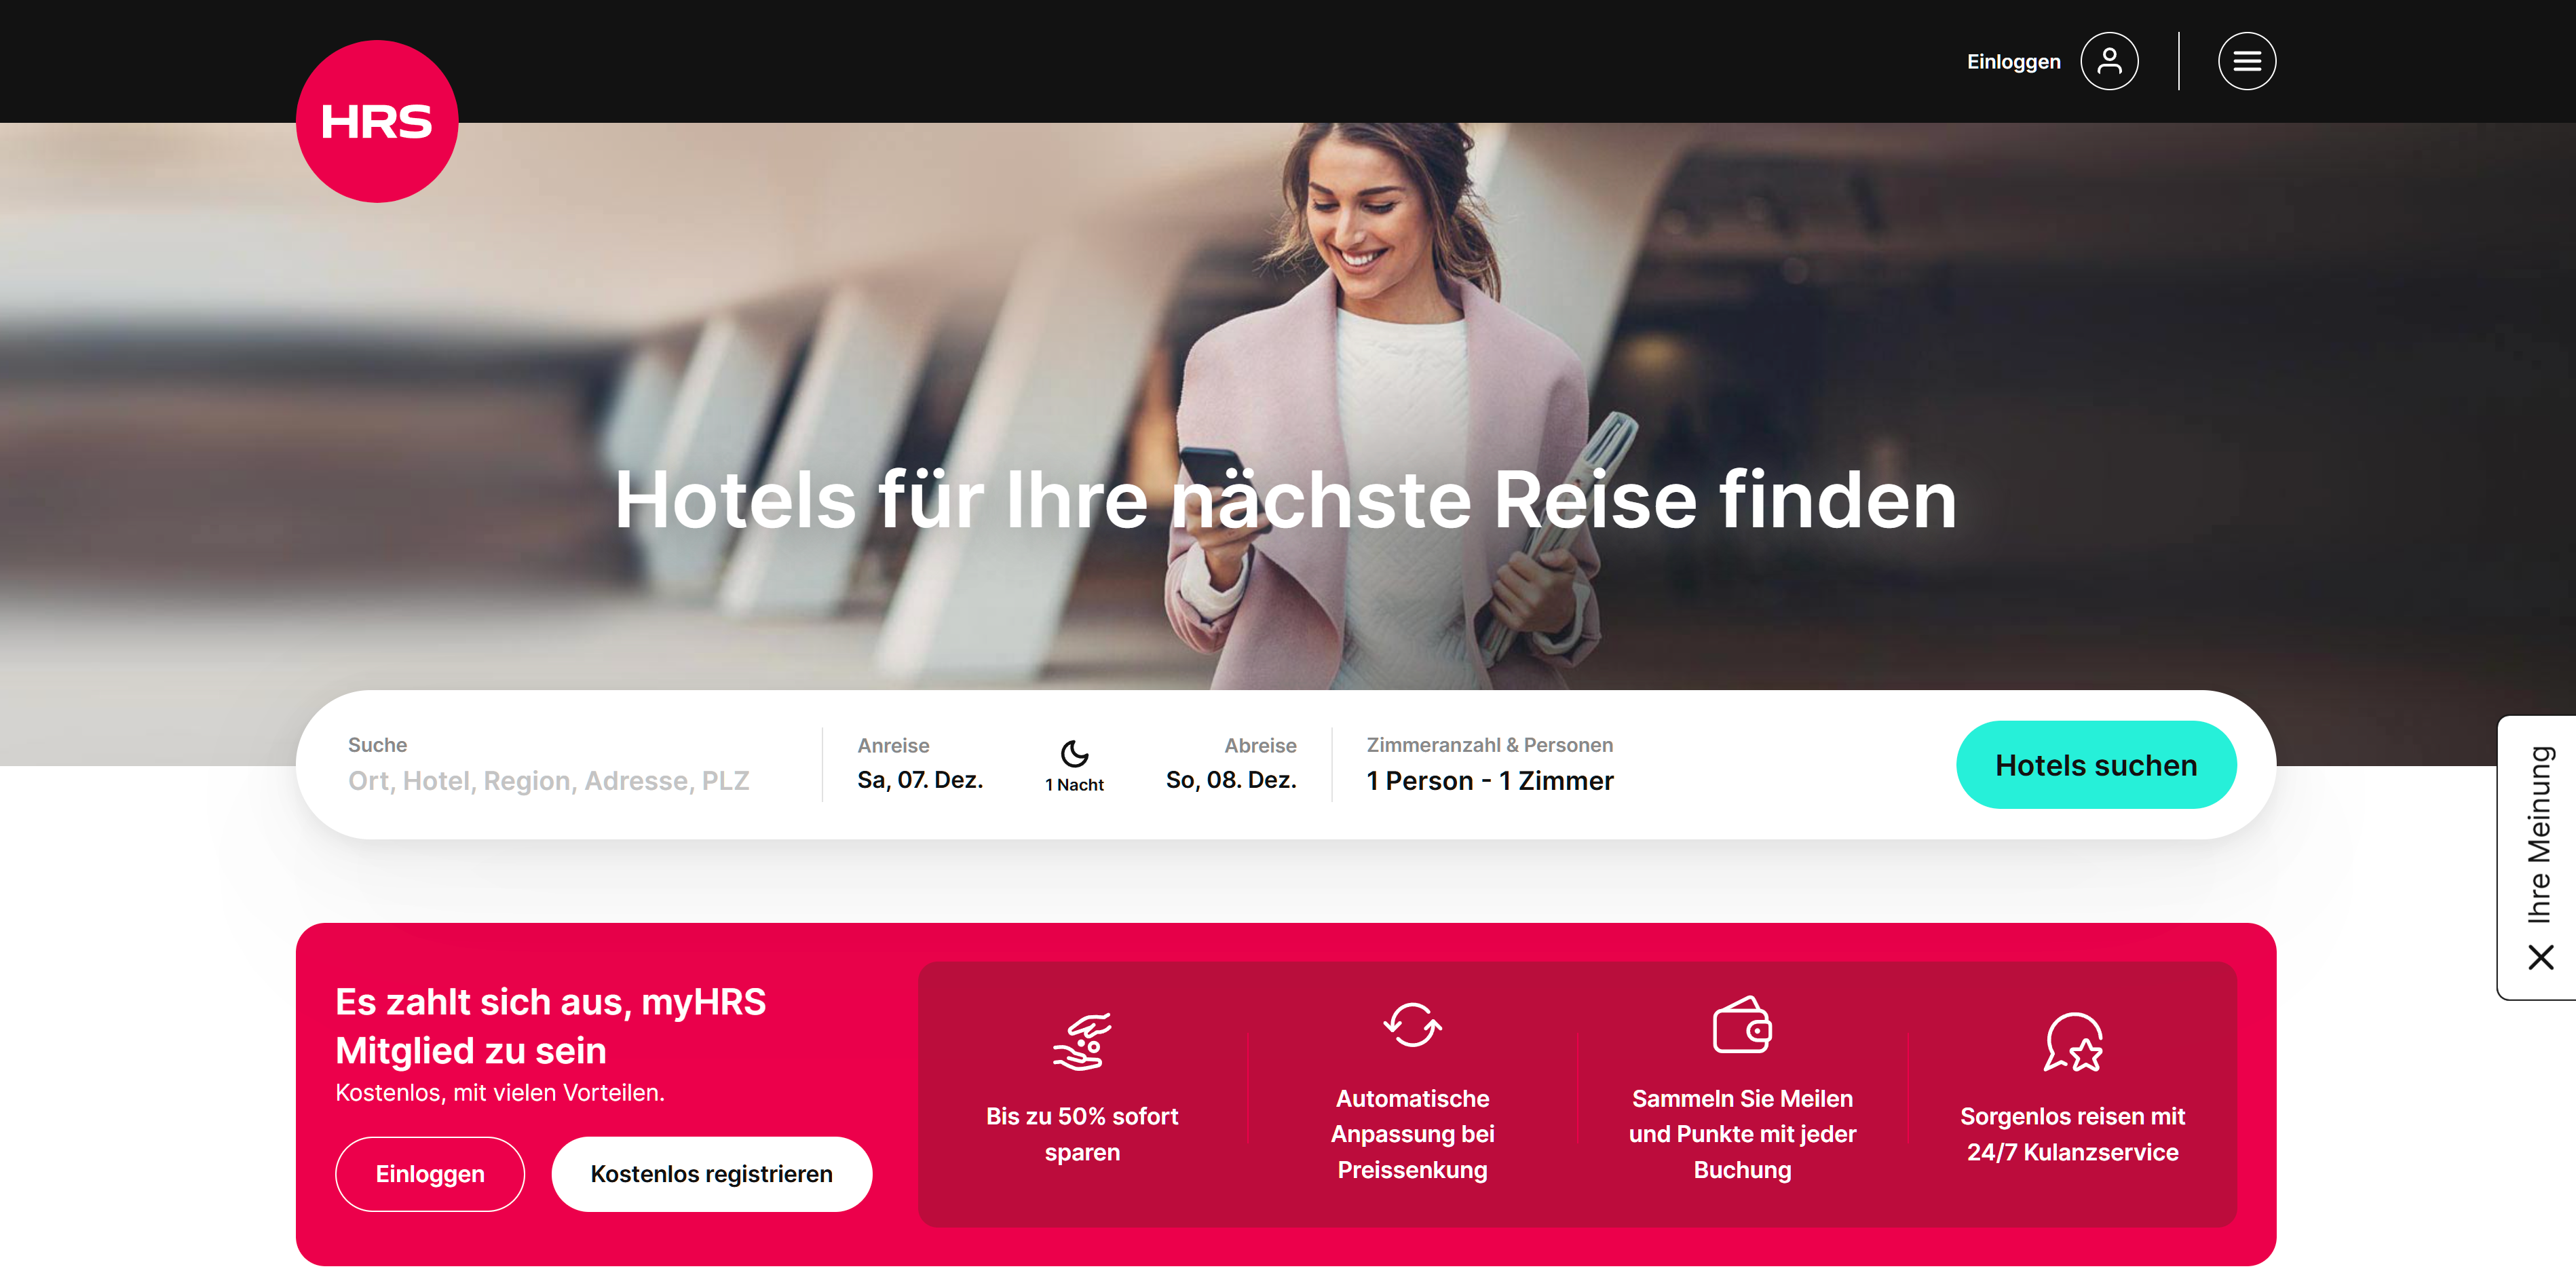 Einloggen
HRS
Hotels für Ihre nächste Reise finden
Suche
Ort, Hotel, Region, Adresse, PLZ
Anreise
Sa, 07. Dez.
1 Nacht
Abreise
So, 08. Dez.
Zimmeranzahl & Personen
1 Person - 1 Zimmer
Hotels suchen
Ihre Meinung
Es zahlt sich aus, myHRS
Mitglied zu sein
Kostenlos, mit vielen Vorteilen.
Einloggen
Kostenlos registrieren
Bis zu 50% sofort
sparen
Automatische
Anpassung bei
Preissenkung
Sammeln Sie Meilen
und Punkte mit jeder
Buchung
Sorgenlos reisen mit
24/7 Kulanzservice